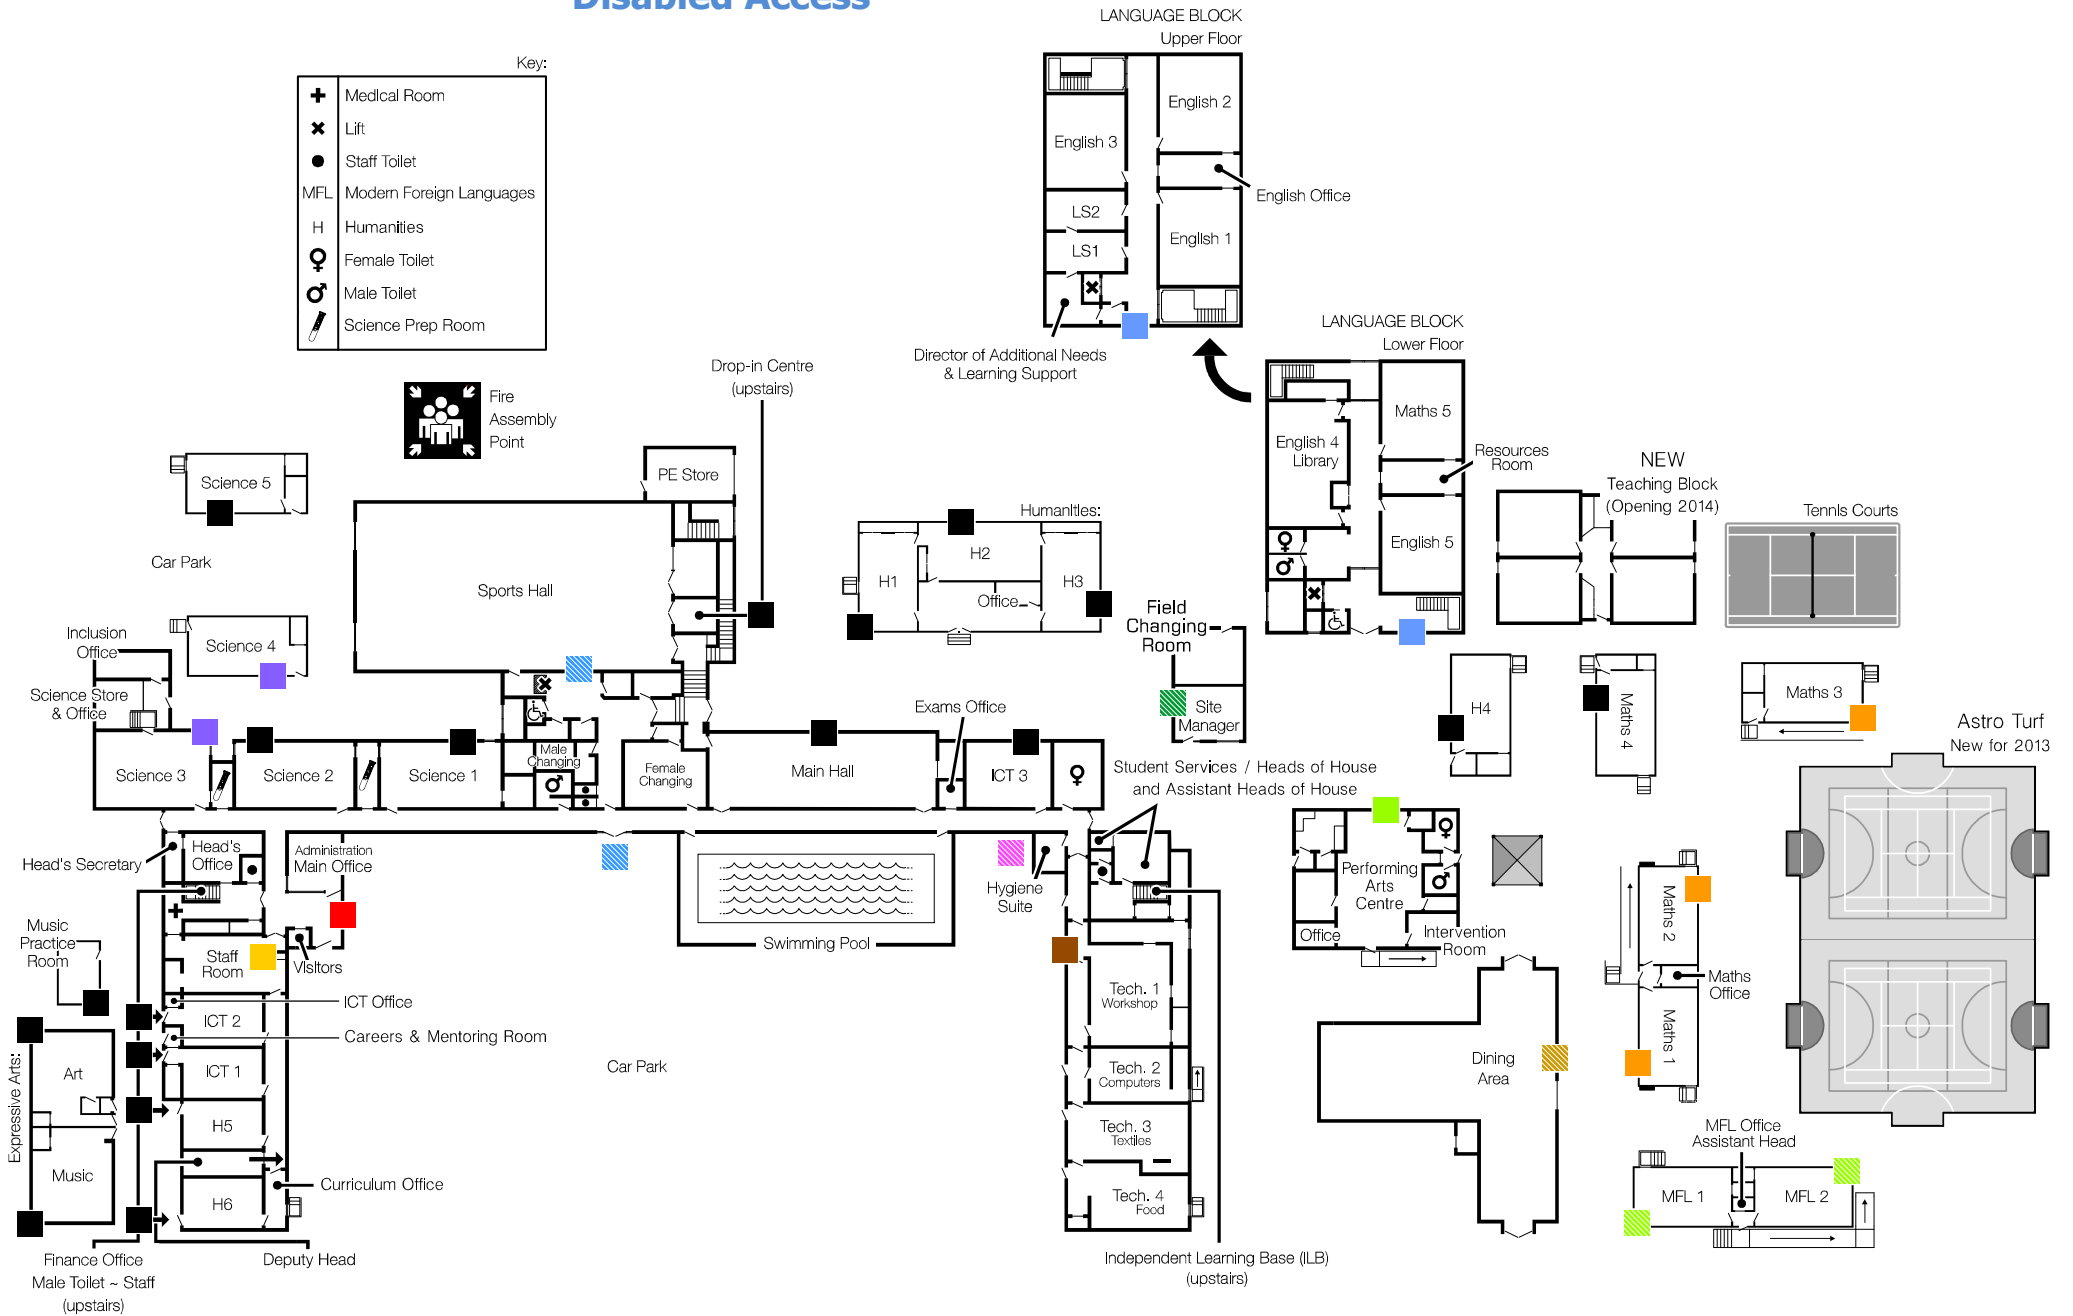 Disabled Access
LANGUAGE BLOCK
Upper Floor
Key:
Medical Room
Lift
Staff Toilet
MFL Modern Foreign Languages
H Humanities
Female Toilet
Male Toilet
Science Prep Room
English 2
English 3
English Office
LS2
LS1
English 1
Director of Additional Needs
& Learning Support
LANGUAGE BLOCK
Lower Floor
Drop-in Centre
(upstairs)
Fire
Assembly
Point
Maths 5
English 4
Library
Resources
Room
English 5
NEW
Teaching Block
(Opening 2014)
Tennis Courts
Science 5
PE Store
Car Park
Sports Hall
Humanities:
H1
H2
H3
Office
Field
Changing
Room
Site
Manager
Inclusion
Office
Science 4
Science Store
& Office
H4
Maths 4
Maths 3
Astro Turf
New for 2013
Exams Office
Science 3
Science 2
Science 1
Male
Changing
Female
Changing
Main Hall
ICT 3
Student Services / Heads of House
and Assistant Heads of House
Head's Secretary
Head's
Office
Administration
Main Office
Hygiene
Suite
Swimming Pool
Performing
Arts
Centre
Office
Intervention
Room
Maths 2
Maths
Office
Maths 1
Music
Practice
Room
Staff
Room
Visitors
ICT Office
ICT 2
Careers & Mentoring Room
ICT 1
H5
H6
Curriculum Office
Expressive Arts:
Art
Music
Car Park
Tech. 1
Workshop
Tech. 2
Computers
Tech. 3
Textiles
Tech. 4
Food
Dining
Area
MFL Office
Assistant Head
MFL 1
MFL 2
Finance Office
Male Toilet ~ Staff
(upstairs)
Deputy Head
Independent Learning Base (ILB)
(upstairs)